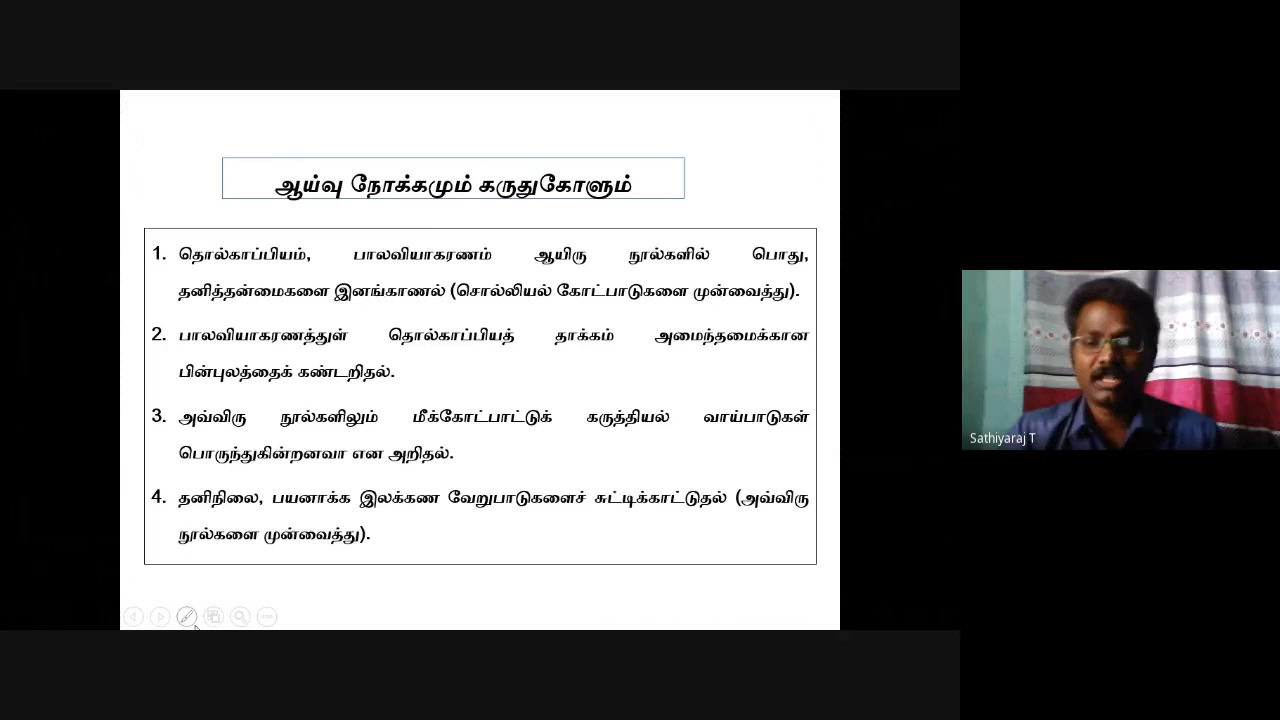 ஆய்வு நோக்கமும் கருதுகோளும்
1. தொல்காப்பியம், பாலவியாகரணம் ஆயிரு நூல்களில் பொது,
தனித்தன்மைகளை இனங்காணல் (சொல்லியல் கோட்பாடுகளை முன்வைத்து).
2. பாலவியாகரணத்துள் தொல்காப்பியத் தாக்கம் அமைந்தமைக்கான
பின்புலத்தைக் கண்டறிதல்.
3. அவ்விரு நூல்களிலும் மீக்கோட்பாட்டுக் கருத்தியல் வாய்பாடுகள்
பொருந்துகின்றனவா என அறிதல்.
4. தனிநிலை, பயனாக்க இலக்கண வேறுபாடுகளைச் சுட்டிக்காட்டுதல் (அவ்விரு
நூல்களை முன்வைத்து).
Sathiyaraj T